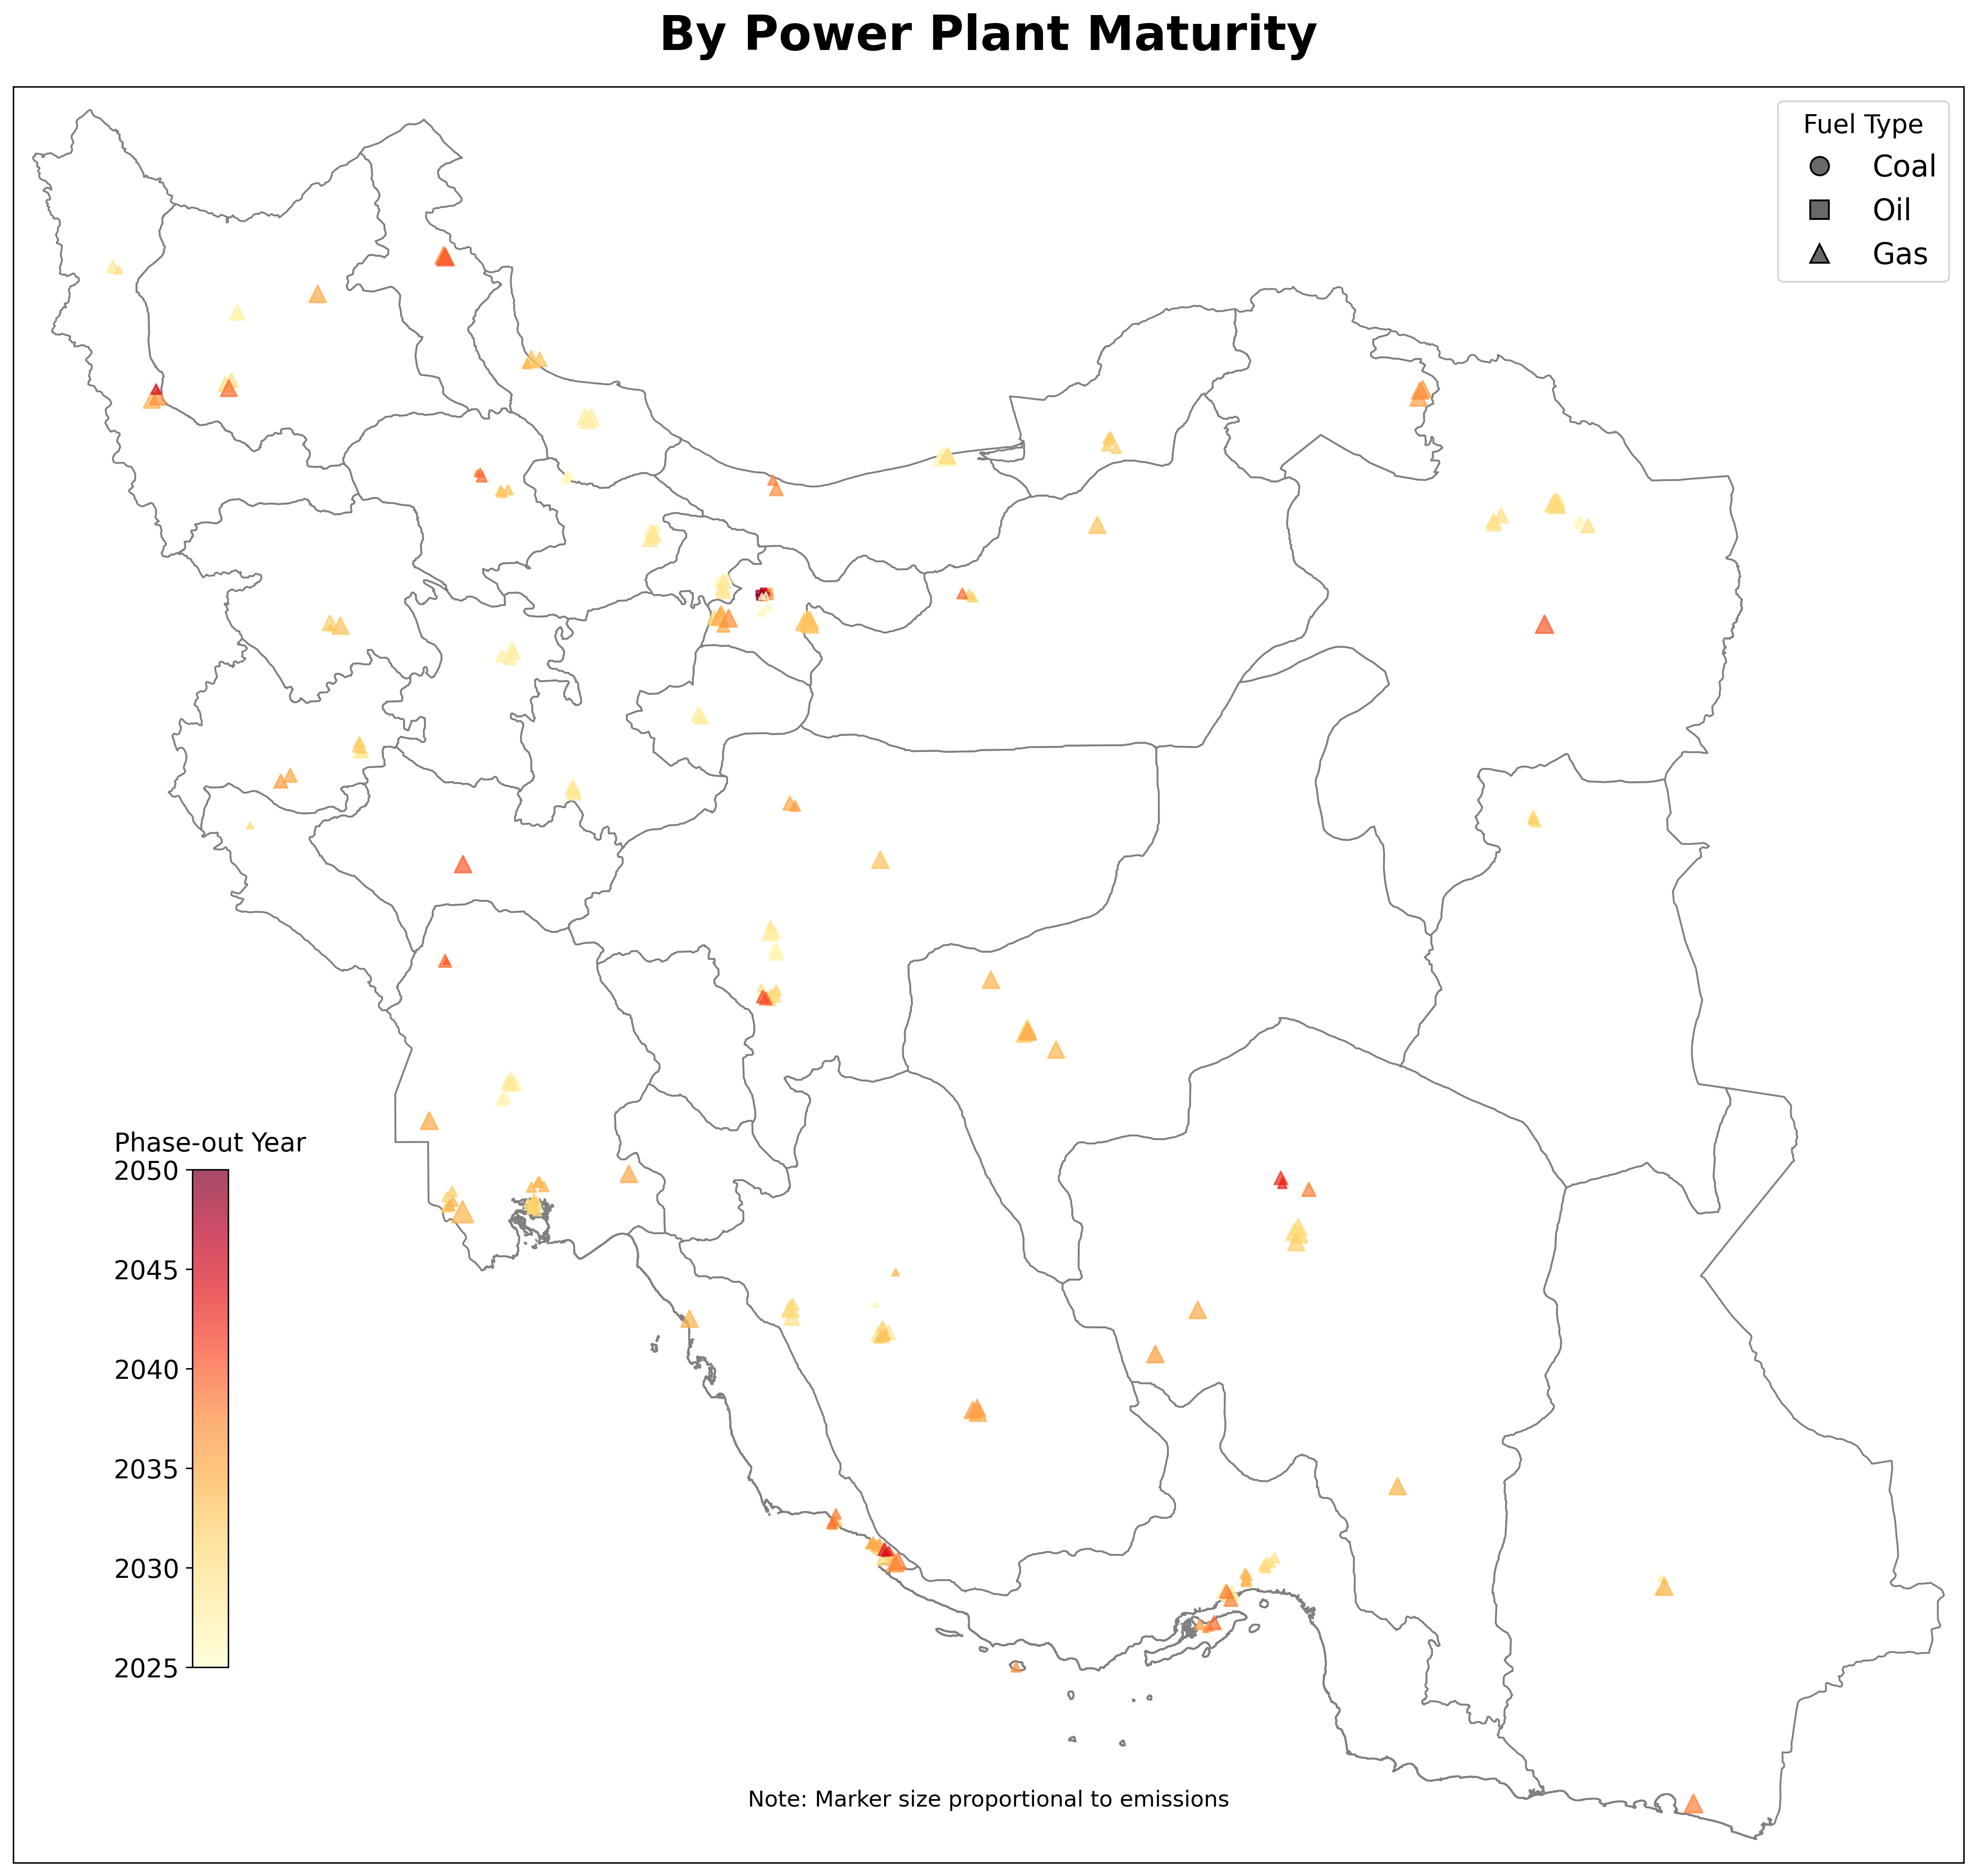 By Power Plant Maturity
Fuel Type
Coal
Oil
Gas
Phase-out Year
2050
2045
2040
2035
2030
2025
Note: Marker size proportional to emissions